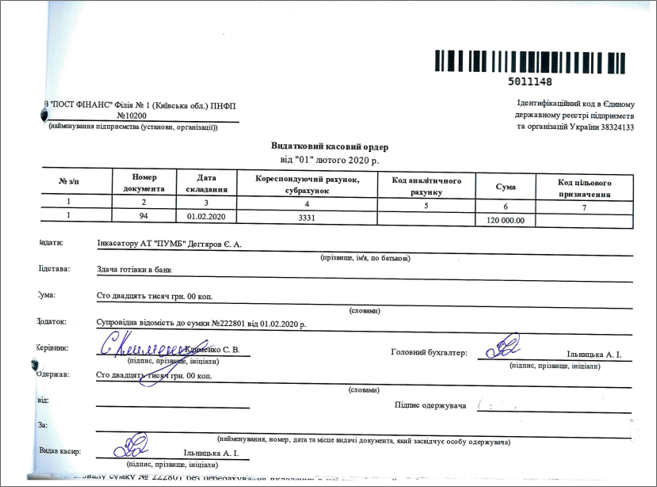 5011148
"ПОСТ ФІНАНС" Філія № 1 (Київська обл.) ПНФП
№10200
(найменування підприємства (установи, організації))
Ідентифікаційний код в Єдиному
державному реєстрі підприємств
та організацій України 38324133
Видатковий касовий ордер
від "01" лютого 2020 р.
№ з/п Номер документа Дата складання Кореспондуючий рахунок, субрахунок Код аналітичного рахунку Сума Код цільового призначення
1 2 3 4 5 6 7
1 94 01.02.2020 3331 120 000.00
Видати: Інкасатору АТ "ПУМБ" Дегтяров Є. А.
(прізвище, ім'я, по батькові)
Підстава: Здача готівки в банк
Сума: Сто двадцять тисяч грн. 00 коп.
(словами)
Додаток: Супровідна відомість до сумки №222801 від 01.02.2020 р.
Керівник: Клименко С. В. Головний бухгалтер: Ільницька А. І.
(підпис, прізвище, ініціали) (підпис, прізвище, ініціали)
Одержав: Сто двадцять тисяч грн. 00 коп.
(словами)
від: Підпис одержувача
За:
(найменування, номер, дата та місце видачі документа, який засвідчує особу одержувача)
Видав касир: Ільницька А. І.
(підпис, прізвище, ініціали)
сумку № 222801 без перерахування